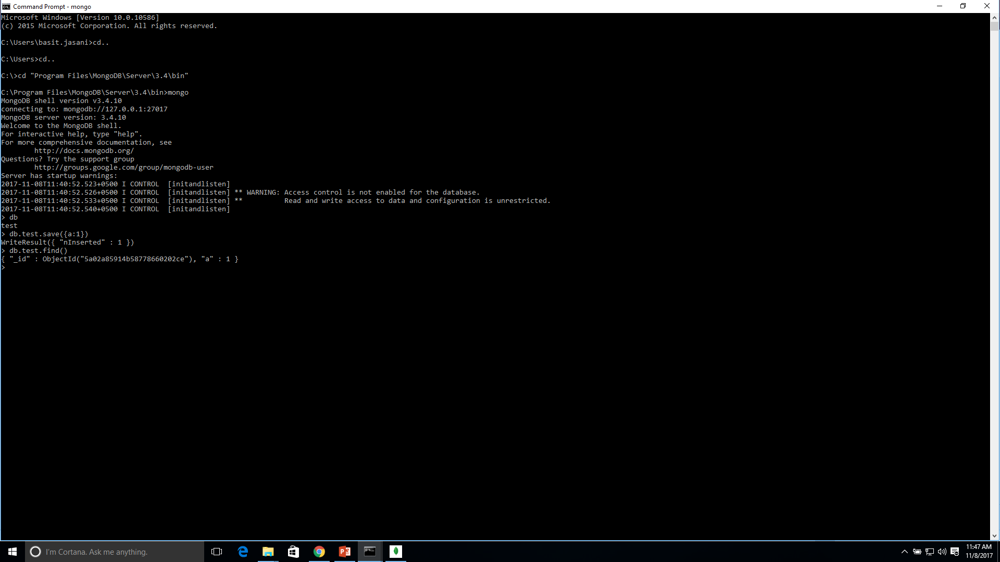 Command Prompt - mongo
Microsoft Windows [Version 10.0.10586]
(c) 2015 Microsoft Corporation. All rights reserved.
C:\Users\basit.jasani>cd..
C:\Users>cd..
C:\>cd "Program Files\MongoDB\Server\3.4\bin"
C:\Program Files\MongoDB\Server\3.4\bin>mongo
MongoDB shell version v3.4.10
connecting to: mongodb://127.0.0.1:27017
MongoDB server version: 3.4.10
Welcome to the MongoDB shell.
For interactive help, type "help".
For more comprehensive documentation, see
http://docs.mongodb.org/
Questions? Try the support group
http://groups.google.com/group/mongodb-user
Server has startup warnings:
2017-11-08T11:40:52.523+0500 I CONTROL  [initandlisten]
2017-11-08T11:40:52.526+0500 I CONTROL  [initandlisten] ** WARNING: Access control is not enabled for the database.
2017-11-08T11:40:52.533+0500 I CONTROL  [initandlisten] **          Read and write access to data and configuration is unrestricted.
2017-11-08T11:40:52.540+0500 I CONTROL  [initandlisten]
> db
test
> db.test.save({a:1})
WriteResult({ "nInserted" : 1 })
> db.test.find()
{ "_id" : ObjectId("5a02a85914b58778660202ce"), "a" : 1 }
>
I'm Cortana. Ask me anything.
11:47 AM
11/8/2017